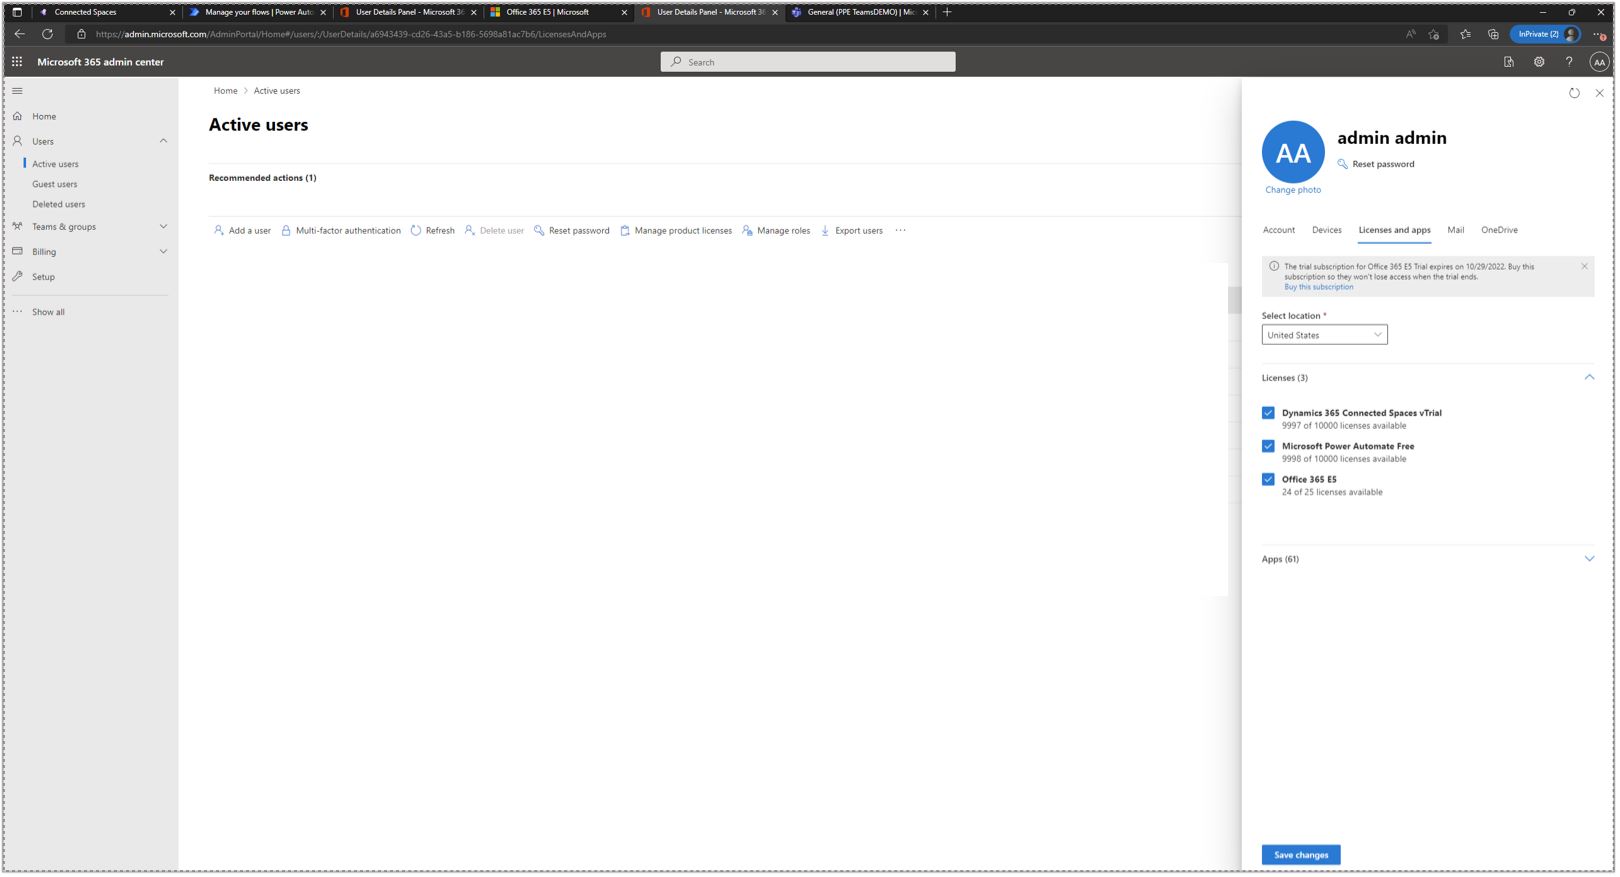 Connected Spaces
Manage your flows | Power Auto
User Details Panel - Microsoft 36
Office 365 E5 | Microsoft
User Details Panel - Microsoft 36
General (PPE TeamsDEMO) | Mic
https://admin.microsoft.com/AdminPortal/Home#/users/:/UserDetails/a6943439-cd26-43a5-b186-5698a81ac7b6/LicensesAndApps
InPrivate (2)
Microsoft 365 admin center
Search
AA
Home
Users
Active users
Guest users
Deleted users
Teams & groups
Billing
Setup
Show all
Home > Active users
Active users
Recommended actions (1)
Add a user
Multi-factor authentication
Refresh
Delete user
Reset password
Manage product licenses
Manage roles
Export users
AA
admin admin
Reset password
Change photo
Account
Devices
Licenses and apps
Mail
OneDrive
The trial subscription for Office 365 E5 Trial expires on 10/29/2022. Buy this
subscription so they won't lose access when the trial ends.
Buy this subscription
Select location *
United States
Licenses (3)
Dynamics 365 Connected Spaces vTrial
9997 of 10000 licenses available
Microsoft Power Automate Free
9998 of 10000 licenses available
Office 365 E5
24 of 25 licenses available
Apps (61)
Save changes